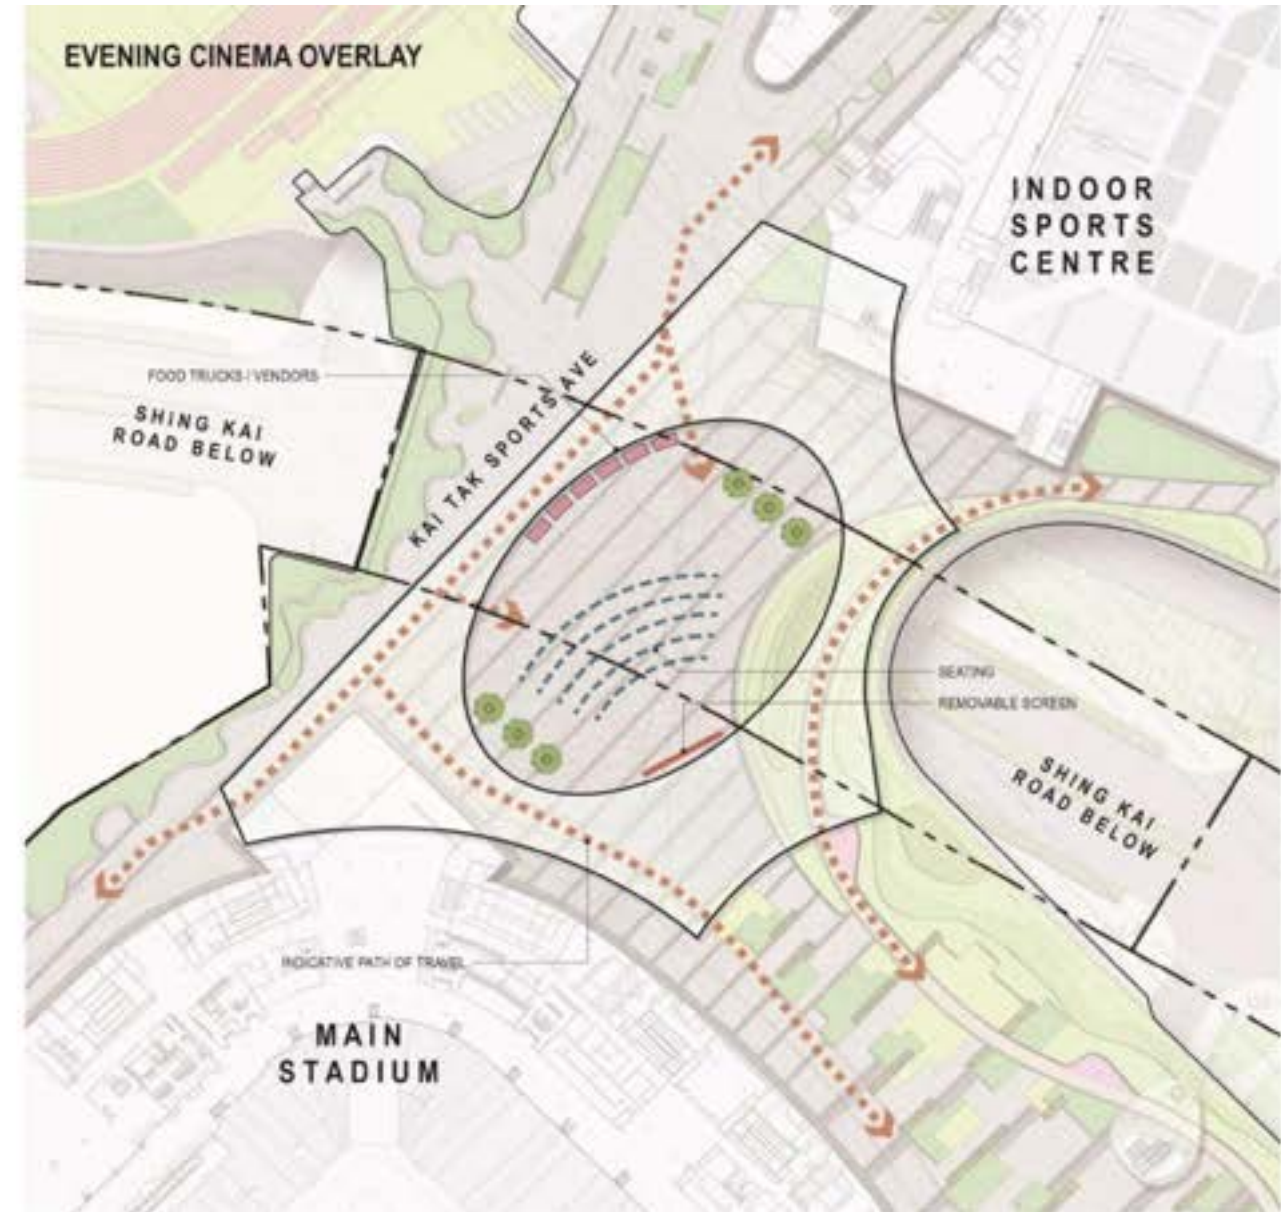 EVENING CINEMA OVERLAY
INDOOR
SPORTS
CENTRE
FOOD TRUCKS / VENDORS
KAI TAK SPORTS AVE
SHING KAI
ROAD BELOW
SEATING
REMOVABLE SCREEN
SHING KAI
ROAD BELOW
INDICATIVE PATH OF TRAVEL
MAIN
STADIUM